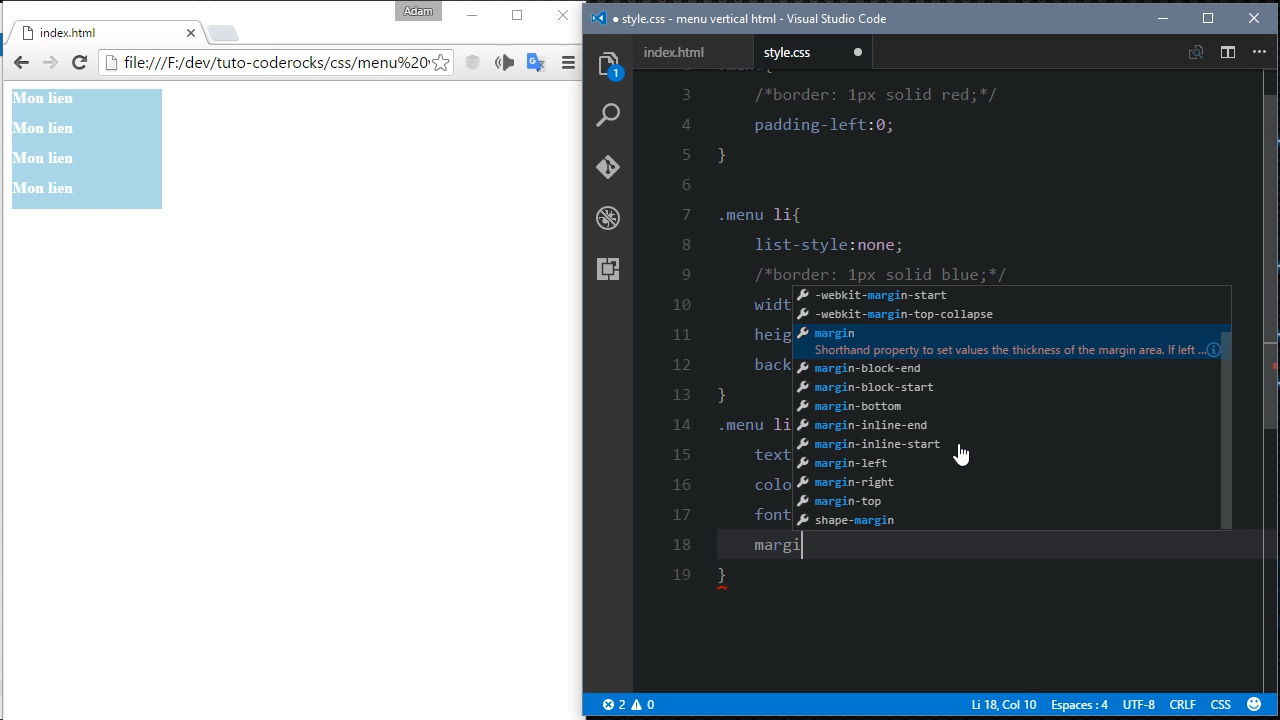 Adam
index.html
file:///F:/dev/tuto-coderocks/css/menu%20
Mon lien
Mon lien
Mon lien
Mon lien
● style.css - menu vertical html - Visual Studio Code
1
index.html
style.css
3 /*border: 1px solid red;*/
4 padding-left:0;
5 }
6
7 .menu li{
8 list-style:none;
9 /*border: 1px solid blue;*/
10 widt
11 heig
12 back
13 }
14 .menu li
15 text
16 colo
17 font
18 margi
19 }
-webkit-margin-start
-webkit-margin-top-collapse
margin
Shorthand property to set values the thickness of the margin area. If left ...
margin-block-end
margin-block-start
margin-bottom
margin-inline-end
margin-inline-start
margin-left
margin-right
margin-top
shape-margin
2 0
Li 18, Col 10
Espaces : 4
UTF-8
CRLF
CSS